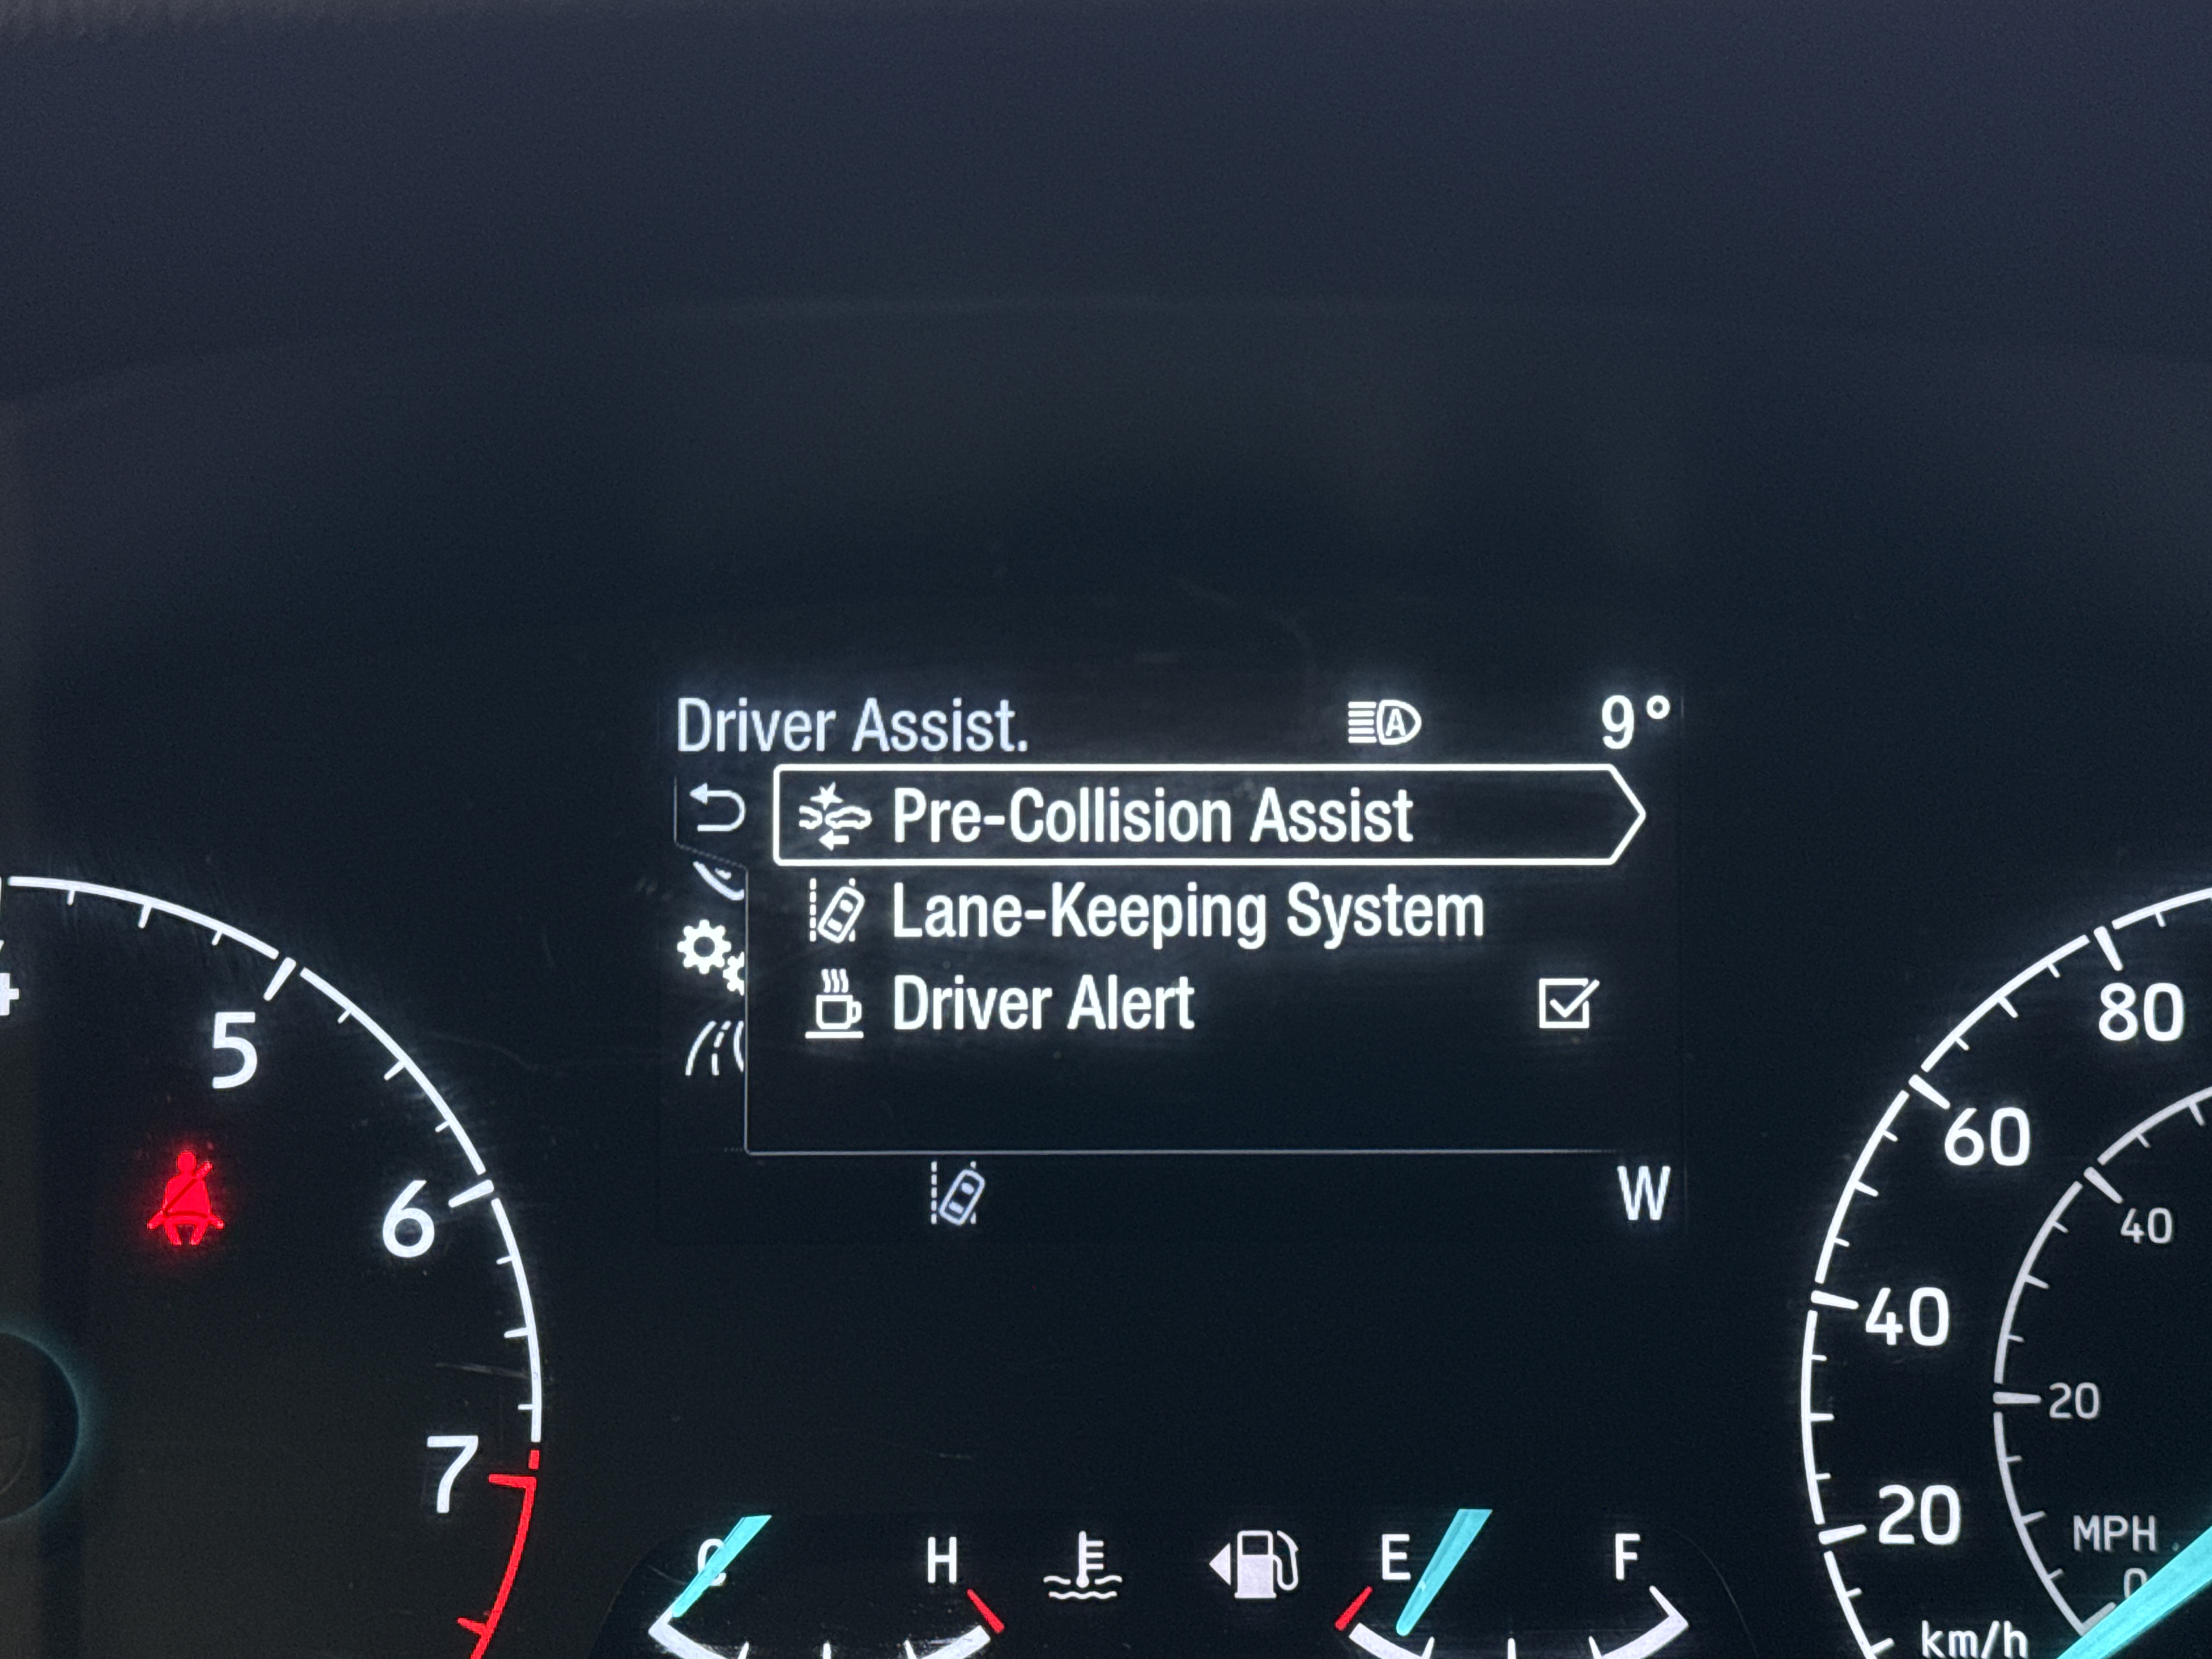 Driver Assist. 9°
Pre-Collision Assist
Lane-Keeping System
Driver Alert
W
5
6
7
80
60
40
20
km/h
40
20
MPH
0
C H
E F